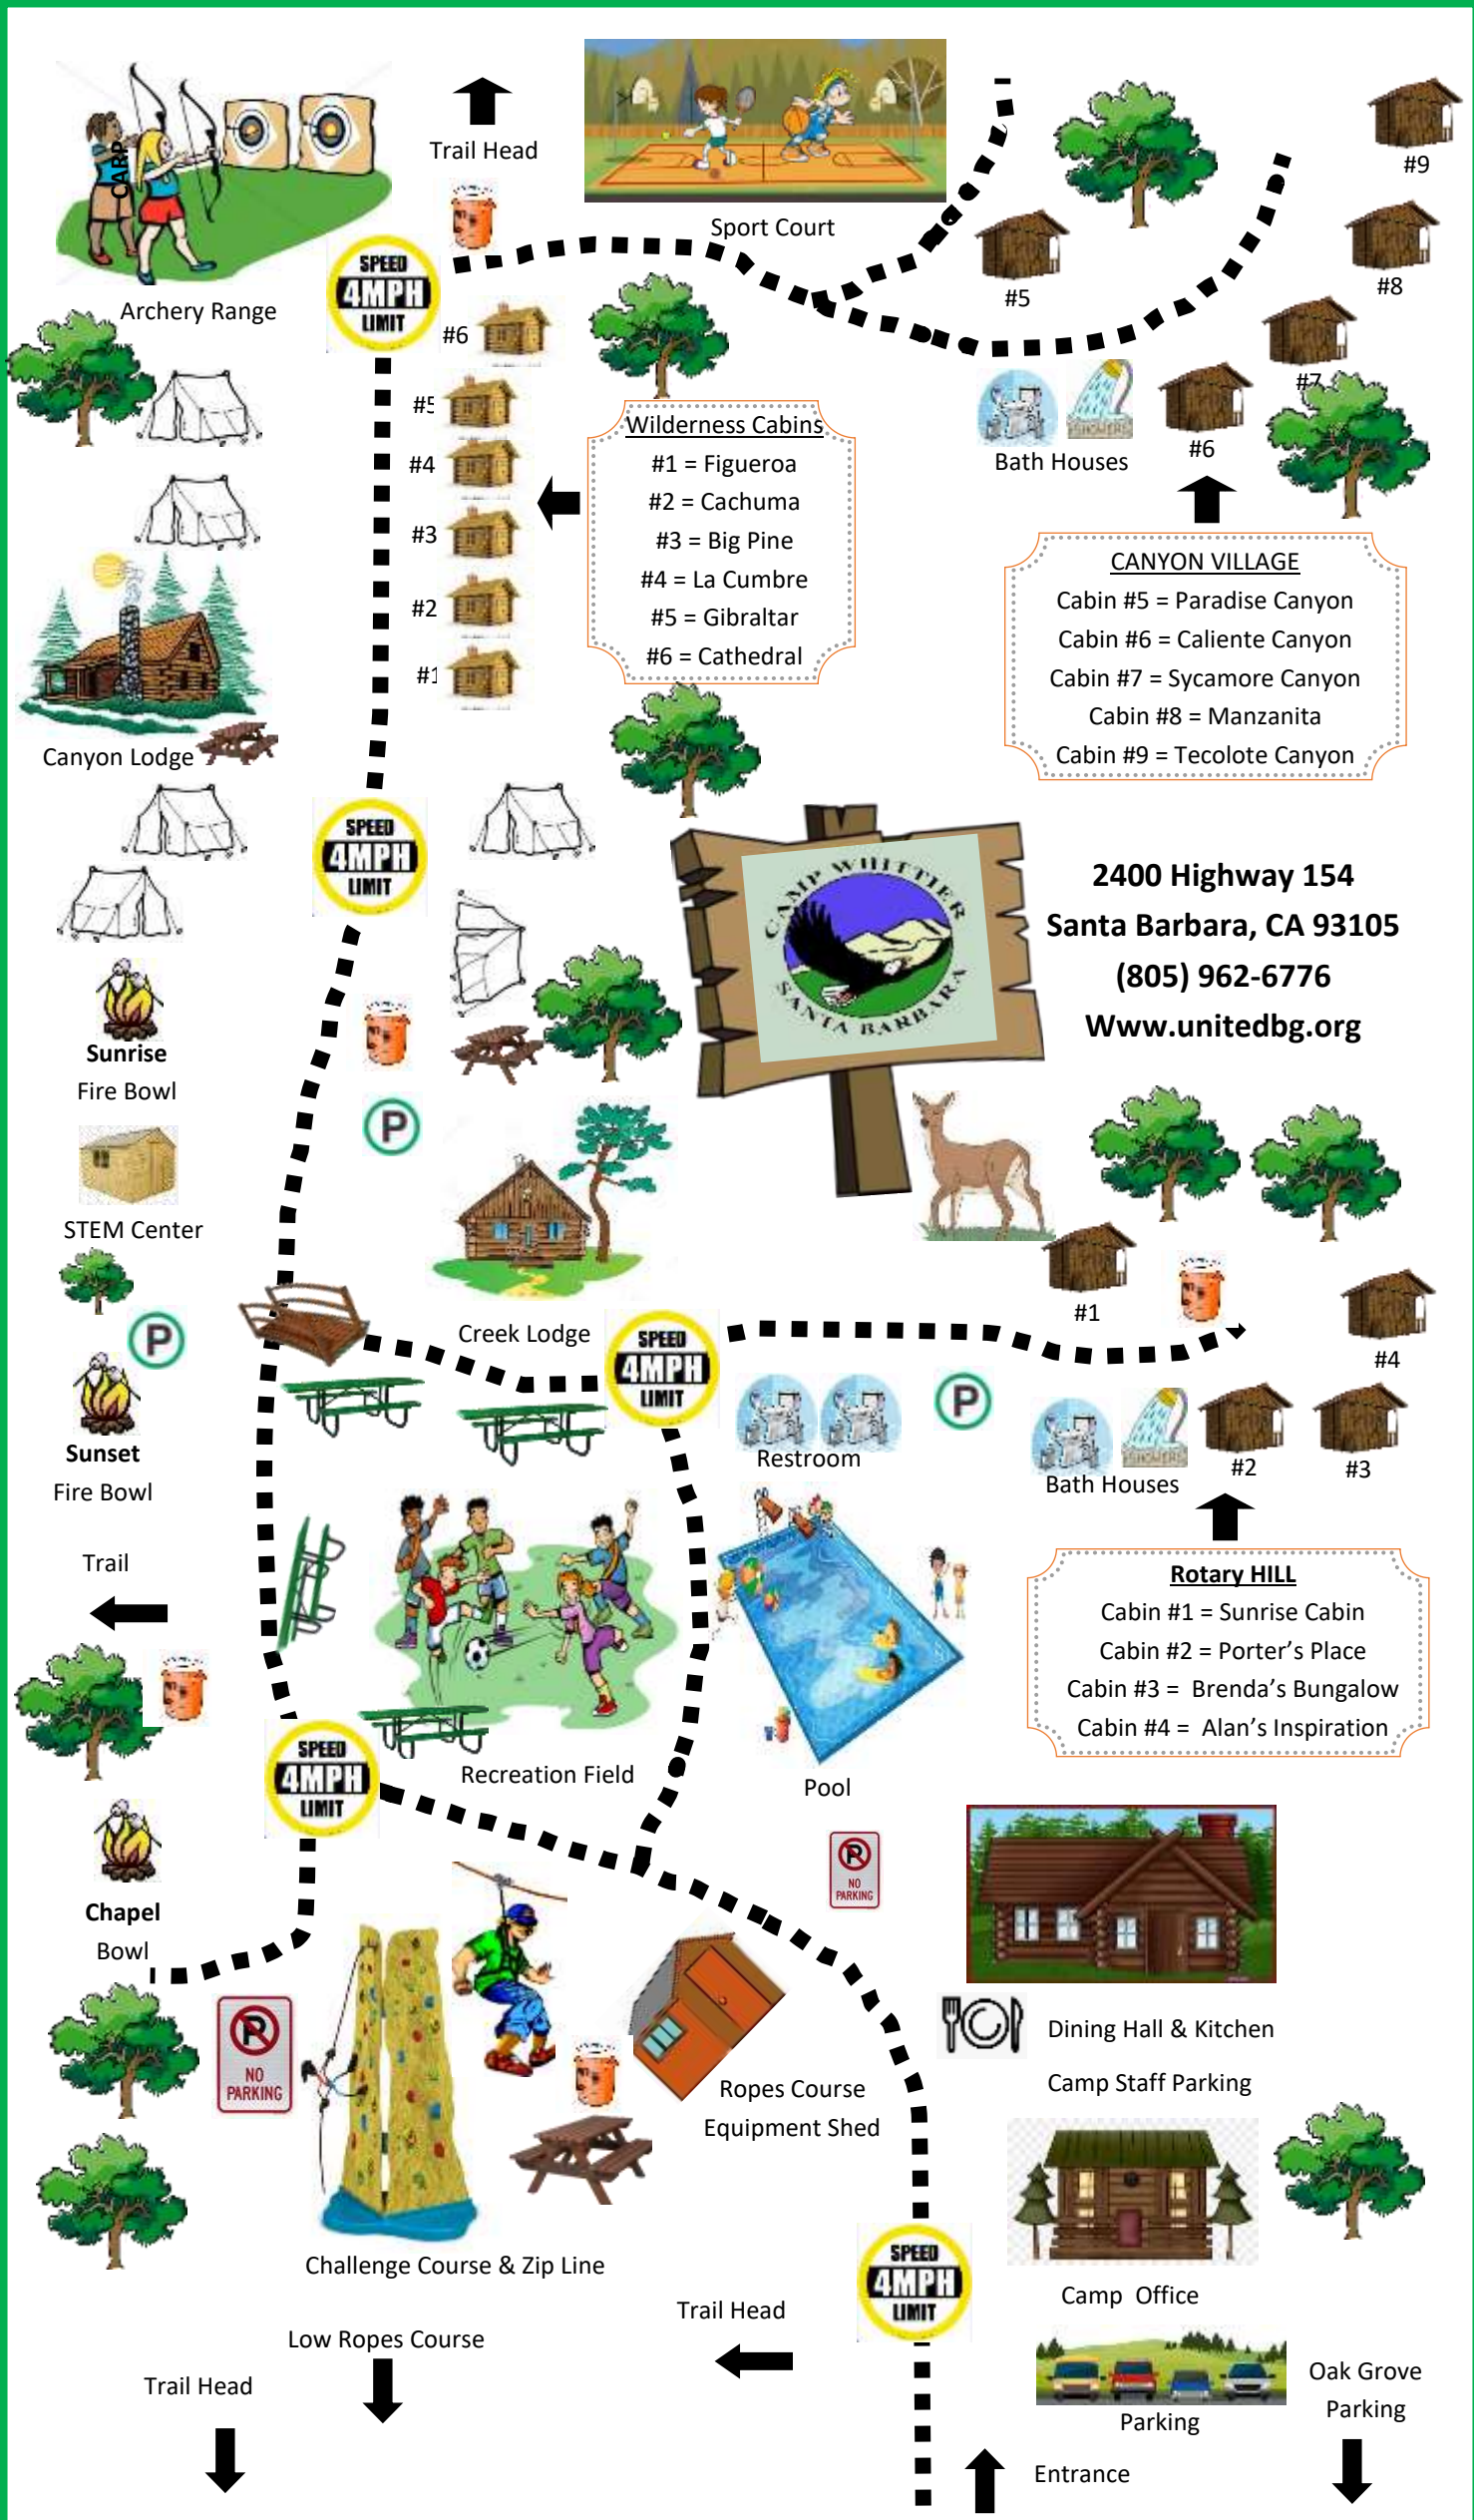 CARP
Archery Range
Trail Head
Sport Court
SPEED
4MPH
LIMIT
#9
#8
#5
#7
#6
Bath Houses
SHOWERS
#6
#5
#4
#3
#2
#1
Wilderness Cabins
#1 = Figueroa
#2 = Cachuma
#3 = Big Pine
#4 = La Cumbre
#5 = Gibraltar
#6 = Cathedral
CANYON VILLAGE
Cabin #5 = Paradise Canyon
Cabin #6 = Caliente Canyon
Cabin #7 = Sycamore Canyon
Cabin #8 = Manzanita
Cabin #9 = Tecolote Canyon
Canyon Lodge
SPEED
4MPH
LIMIT
CAMP WHITTIER
SANTA BARBARA
2400 Highway 154
Santa Barbara, CA 93105
(805) 962-6776
Www.unitedbg.org
Sunrise
Fire Bowl
P
STEM Center
P
Creek Lodge
SPEED
4MPH
LIMIT
#1
#4
Sunset
Fire Bowl
Restroom
P
Bath Houses
SHOWERS
#2
#3
Trail
Rotary HILL
Cabin #1 = Sunrise Cabin
Cabin #2 = Porter's Place
Cabin #3 = Brenda's Bungalow
Cabin #4 = Alan's Inspiration
SPEED
4MPH
LIMIT
Recreation Field
Pool
P
NO
PARKING
Chapel
Bowl
P
NO
PARKING
Dining Hall & Kitchen
Camp Staff Parking
Ropes Course
Equipment Shed
Challenge Course & Zip Line
SPEED
4MPH
LIMIT
Camp Office
Trail Head
Low Ropes Course
Trail Head
Parking
Oak Grove
Parking
Entrance